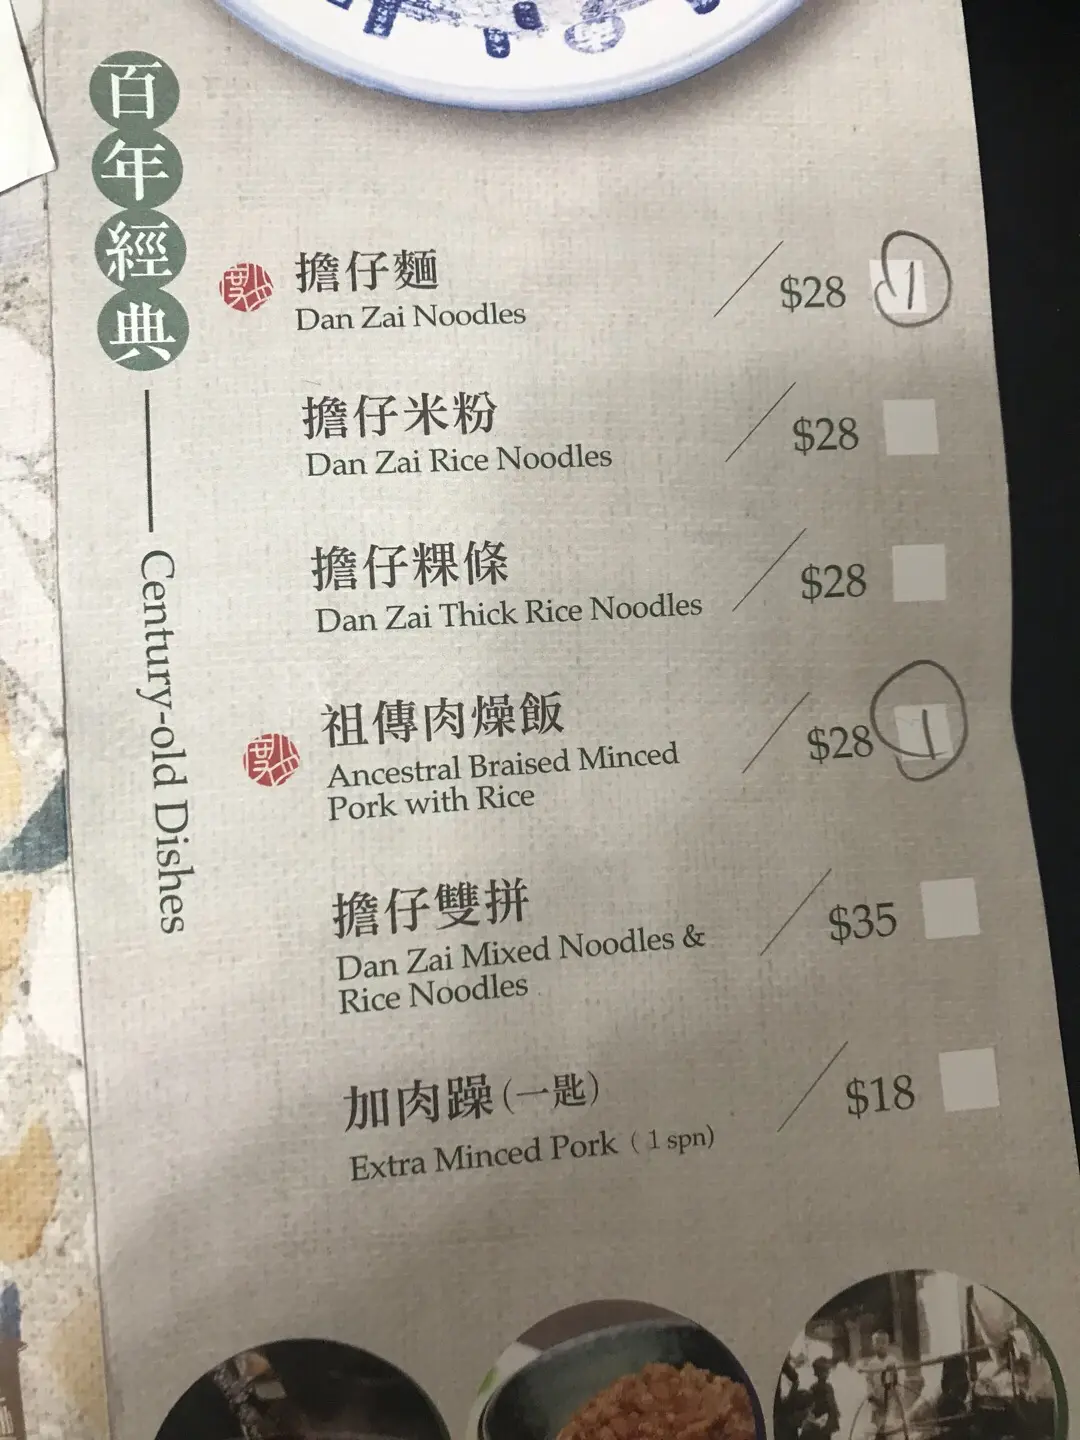 百年經典
Century-old Dishes
擔仔麵
Dan Zai Noodles
$28
1
擔仔米粉
Dan Zai Rice Noodles
$28
擔仔粿條
Dan Zai Thick Rice Noodles
$28
祖傳肉燥飯
Ancestral Braised Minced
Pork with Rice
$28
1
擔仔雙拼
Dan Zai Mixed Noodles &
Rice Noodles
$35
加肉躁(一匙)
Extra Minced Pork ( 1 spn)
$18